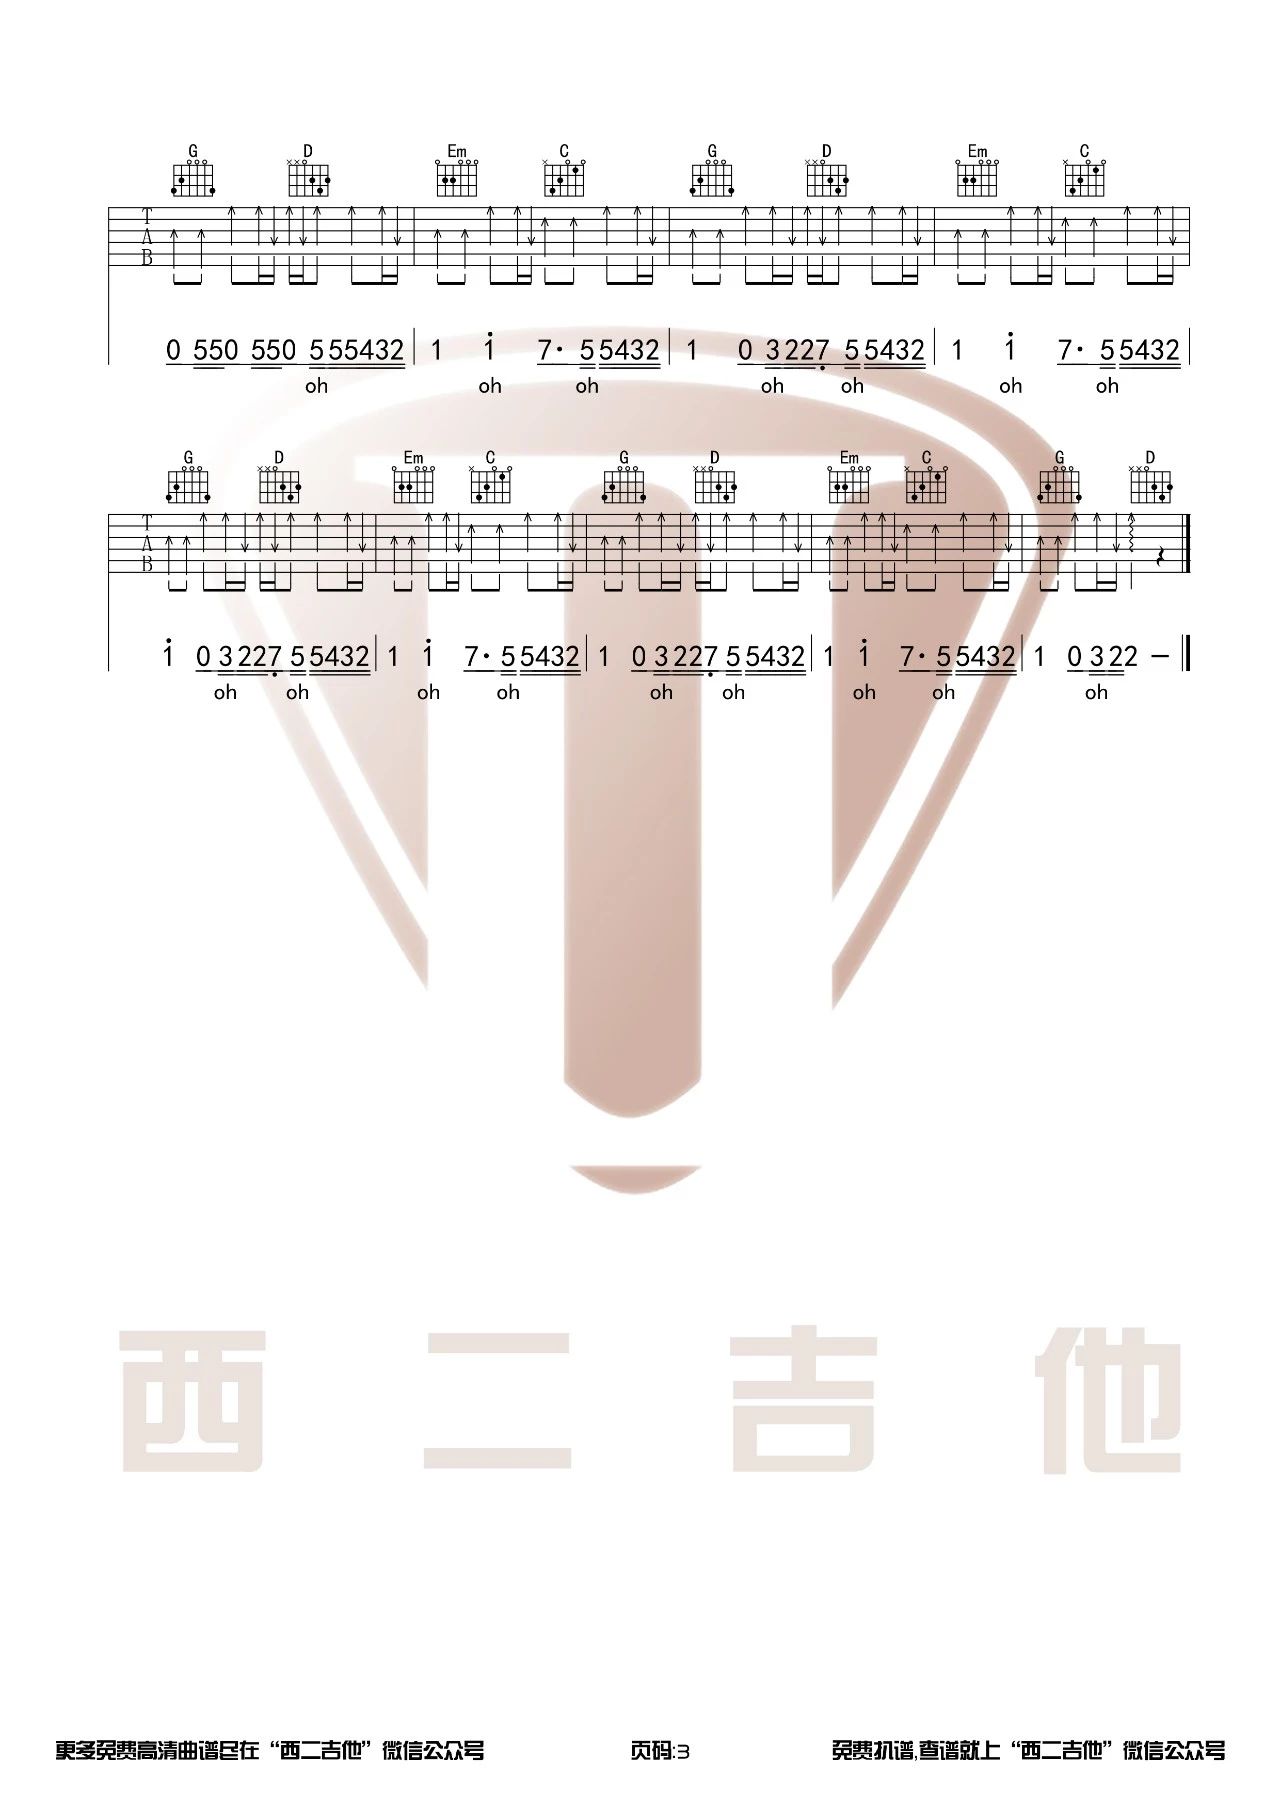 G D Em C G D Em C
T
A
B
0 550 550 5 55432 1 1 7· 5 5432 1 0 3 227 5 5432 1 1 7· 5 5432
oh oh oh oh oh oh oh
G D Em C G D Em C G D
T
A
B
1 0 3 227 5 5432 1 1 7· 5 5432 1 0 3 227 5 5432 1 1 7· 5 5432 1 0 3 22 –
oh oh oh oh oh oh oh oh oh
西二吉他
更多免费高清曲谱尽在“西二吉他”微信公众号 页码:3 免费扒谱,查谱就上“西二吉他”微信公众号